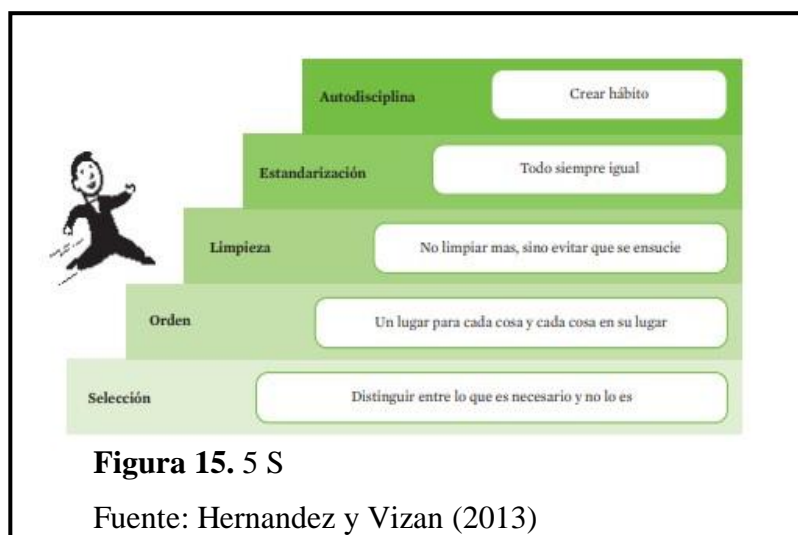 Autodisciplina Crear hábito
Estandarización Todo siempre igual
Limpieza No limpiar mas, sino evitar que se ensucie
Orden Un lugar para cada cosa y cada cosa en su lugar
Selección Distinguir entre lo que es necesario y no lo es
Figura 15. 5 S
Fuente: Hernandez y Vizan (2013)